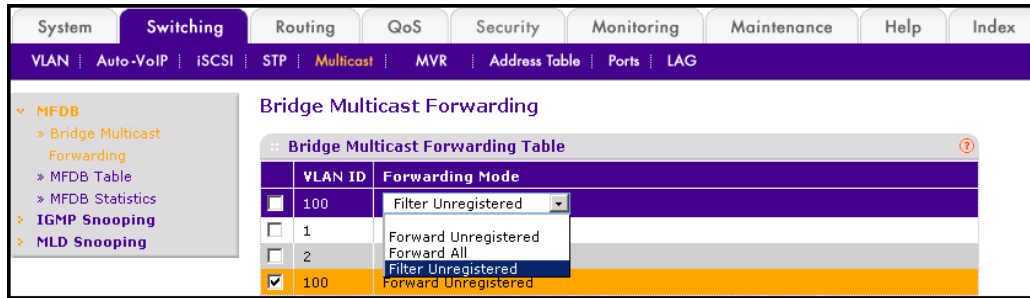 System Switching Routing QoS Security Monitoring Maintenance Help Index
VLAN Auto-VoIP iSCSI STP Multicast MVR Address Table Ports LAG
MFDB
» Bridge Multicast
Forwarding
» MFDB Table
» MFDB Statistics
IGMP Snooping
MLD Snooping
Bridge Multicast Forwarding
Bridge Multicast Forwarding Table
VLAN ID Forwarding Mode
100 Filter Unregistered
Forward Unregistered
1
Forward All
2
Filter Unregistered
100 Forward Unregistered